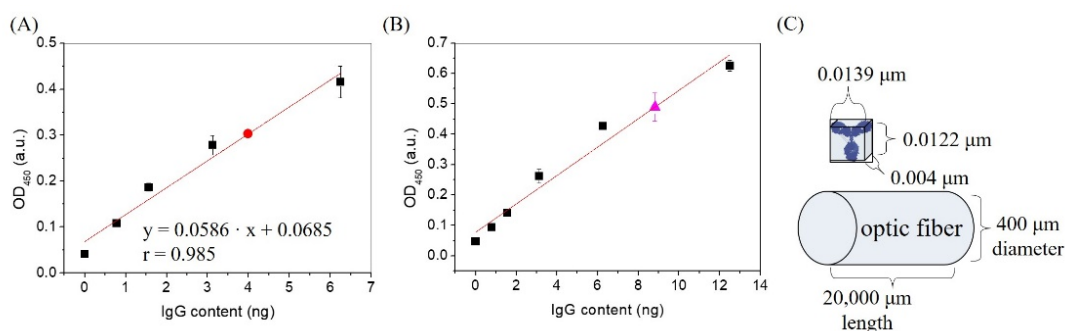 (A)
0.5
0.4
0.3
0.2
0.1
0.0
OD450 (a.u.)
y = 0.0586 · x + 0.0685
r = 0.985
0 1 2 3 4 5 6 7
IgG content (ng)
(B)
0.7
0.6
0.5
0.4
0.3
0.2
0.1
0.0
OD450 (a.u.)
0 2 4 6 8 10 12 14
IgG content (ng)
(C)
0.0139 μm
0.0122 μm
0.004 μm
optic fiber
400 μm
diameter
20,000 μm
length